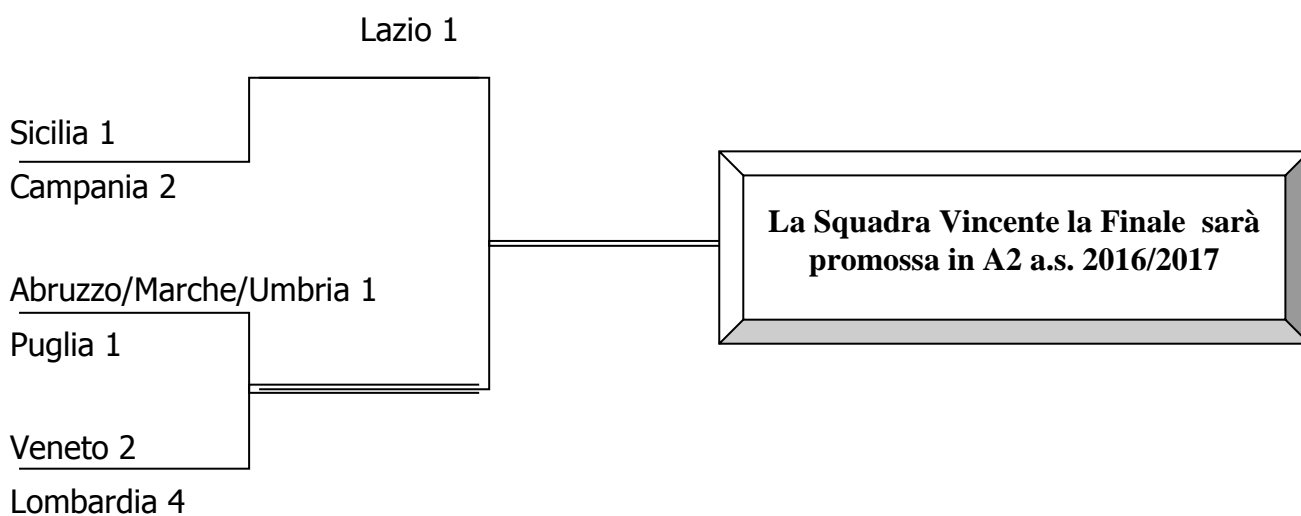 Lazio 1
Sicilia 1
Campania 2
Abruzzo/Marche/Umbria 1
Puglia 1
Veneto 2
Lombardia 4
La Squadra Vincente la Finale sarà
promossa in A2 a.s. 2016/2017